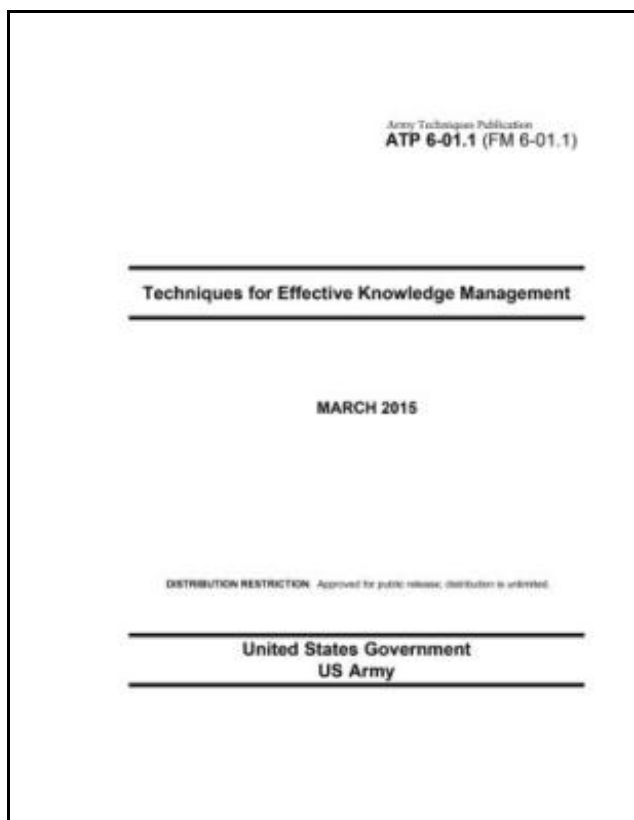 Army Techniques Publication
ATP 6-01.1 (FM 6-01.1)
Techniques for Effective Knowledge Management
MARCH 2015
DISTRIBUTION RESTRICTION Approved for public release; distribution is unlimited.
United States Government
US Army